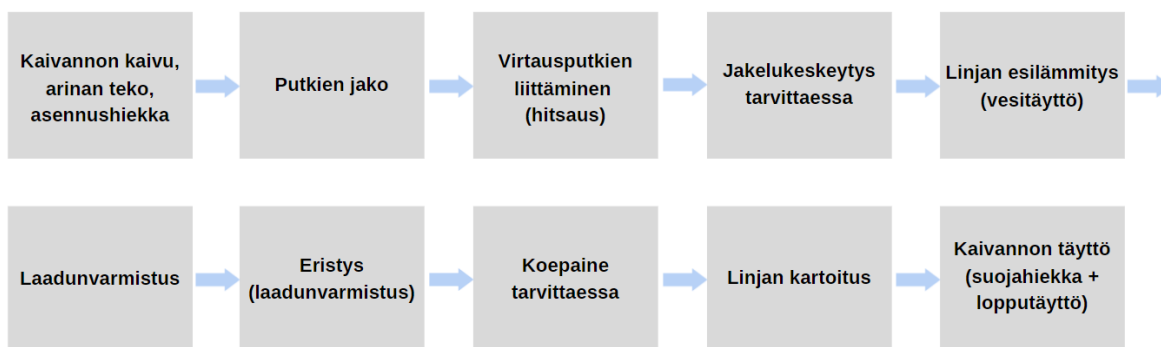 Kaivannon kaivu,
arinan teko,
asennushiekka
Putkien jako
Virtausputkien
liittäminen
(hitsaus)
Jakelukeskeytys
tarvittaessa
Linjan esilämmitys
(vesitäyttö)
Laadunvarmistus
Eristys
(laadunvarmistus)
Koepaine
tarvittaessa
Linjan kartoitus
Kaivannon täyttö
(suojahiekka +
lopputäyttö)